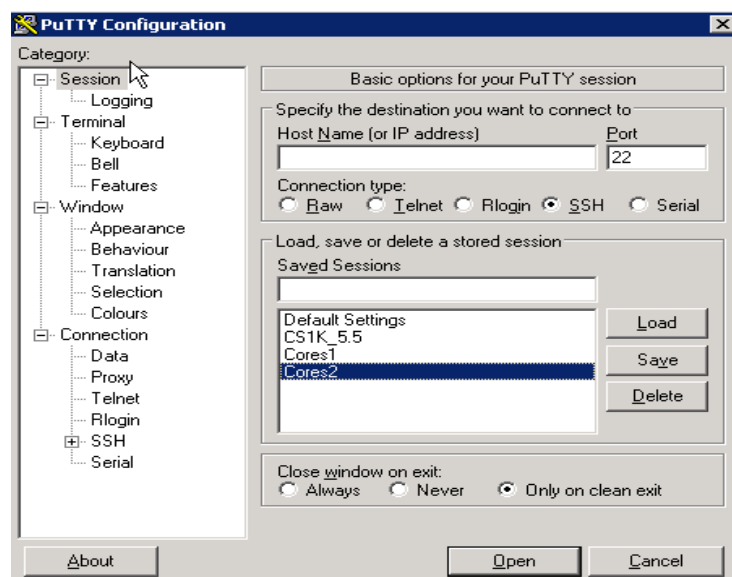 PuTTY Configuration
Category:
Session
Logging
Terminal
Keyboard
Bell
Features
Window
Appearance
Behaviour
Translation
Selection
Colours
Connection
Data
Proxy
Telnet
Rlogin
SSH
Serial
Basic options for your PuTTY session
Specify the destination you want to connect to
Host Name (or IP address) Port
22
Connection type:
Raw Telnet Rlogin SSH Serial
Load, save or delete a stored session
Saved Sessions
Default Settings
CS1K_5.5
Cores1
Cores2
Load
Save
Delete
Close window on exit:
Always Never Only on clean exit
About Open Cancel